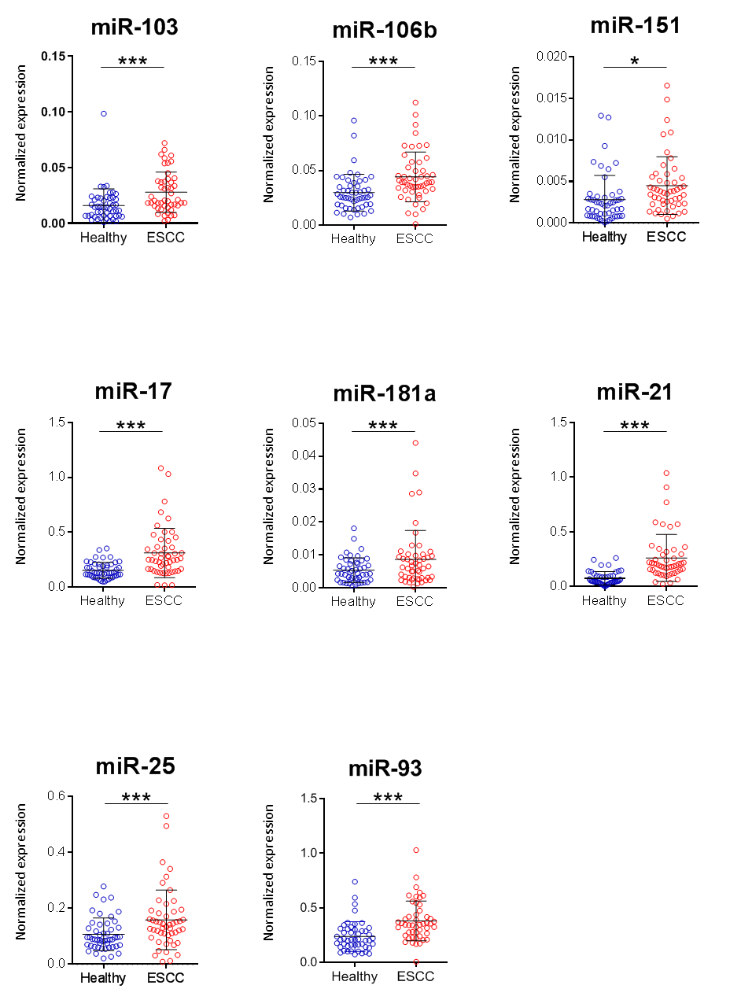 miR-103
Normalized expression
0.15
0.10
0.05
0.00
***
Healthy ESCC
miR-106b
Normalized expression
0.15
0.10
0.05
0.00
***
Healthy ESCC
miR-151
Normalized expression
0.020
0.015
0.010
0.005
0.000
*
Healthy ESCC
miR-17
Normalized expression
1.5
1.0
0.5
0.0
***
Healthy ESCC
miR-181a
Normalized expression
0.05
0.04
0.03
0.02
0.01
0.00
***
Healthy ESCC
miR-21
Normalized expression
1.5
1.0
0.5
0.0
***
Healthy ESCC
miR-25
Normalized expression
0.6
0.4
0.2
0.0
***
Healthy ESCC
miR-93
Normalized expression
1.5
1.0
0.5
0.0
***
Healthy ESCC